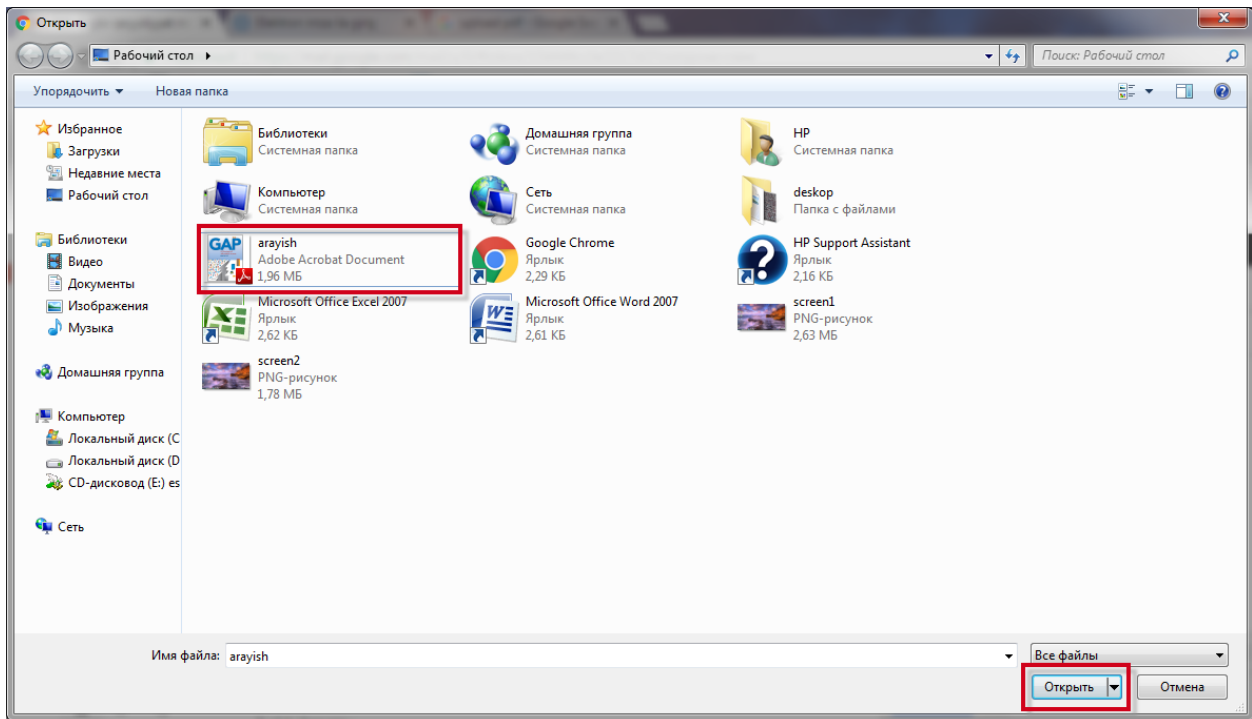 Открыть
Рабочий стол
Поиск: Рабочий стол
Упорядочить
Новая папка
Избранное
Загрузки
Недавние места
Рабочий стол
Библиотеки
Видео
Документы
Изображения
Музыка
Домашняя группа
Компьютер
Локальный диск (C
Локальный диск (D
CD-дисковод (E:) es
Сеть
Библиотеки
Системная папка
Домашняя группа
Системная папка
HP
Системная папка
Компьютер
Системная папка
Сеть
Системная папка
deskop
Папка с файлами
GAP
arayish
Adobe Acrobat Document
1,96 МБ
Google Chrome
Ярлык
2,29 КБ
HP Support Assistant
Ярлык
2,16 КБ
Microsoft Office Excel 2007
Ярлык
2,62 КБ
Microsoft Office Word 2007
Ярлык
2,61 КБ
screen1
PNG-рисунок
2,63 МБ
screen2
PNG-рисунок
1,78 МБ
Имя файла: arayish
Все файлы
Открыть
Отмена